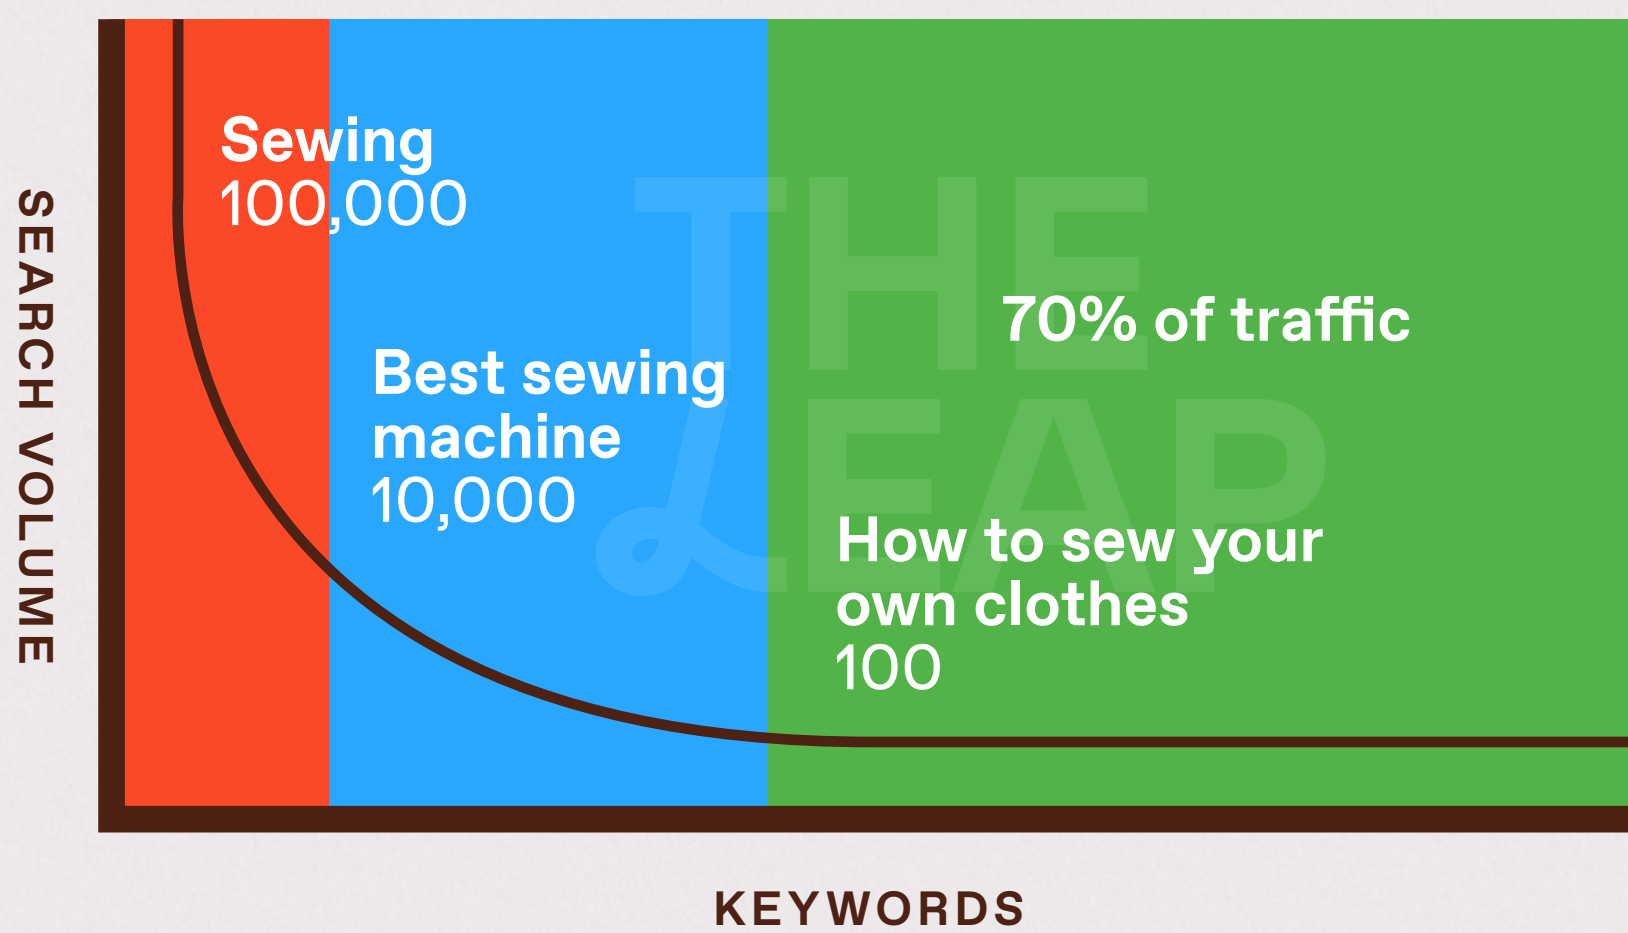 SEARCH VOLUME
Sewing
100,000
Best sewing
machine
10,000
THE
LEAP
70% of traffic
How to sew your
own clothes
100
KEYWORDS